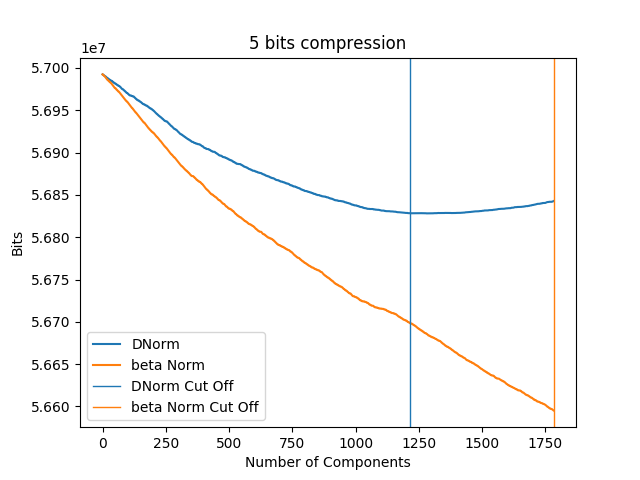 5 bits compression
1e7
5.700
5.695
5.690
5.685
5.680
5.675
5.670
5.665
5.660
Bits
DNorm
beta Norm
DNorm Cut Off
beta Norm Cut Off
0 250 500 750 1000 1250 1500 1750
Number of Components